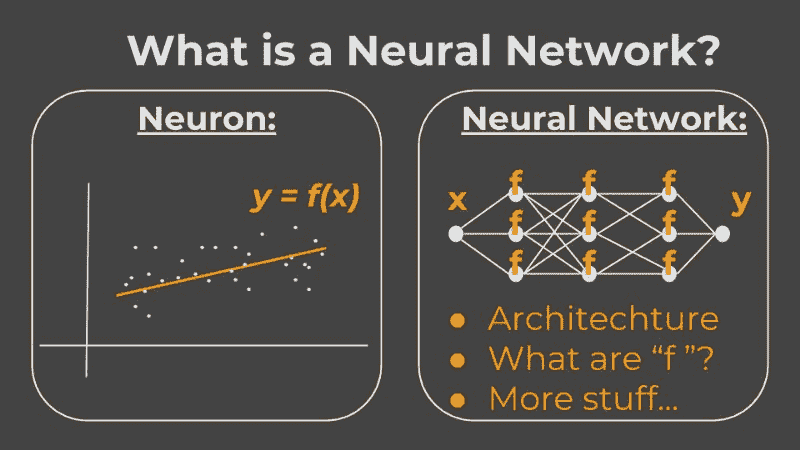 What is a Neural Network?
Neuron:
y = f(x)
Neural Network:
x
f f f
f f f
f f f
y
● Architechture
● What are “f ”?
● More stuff...